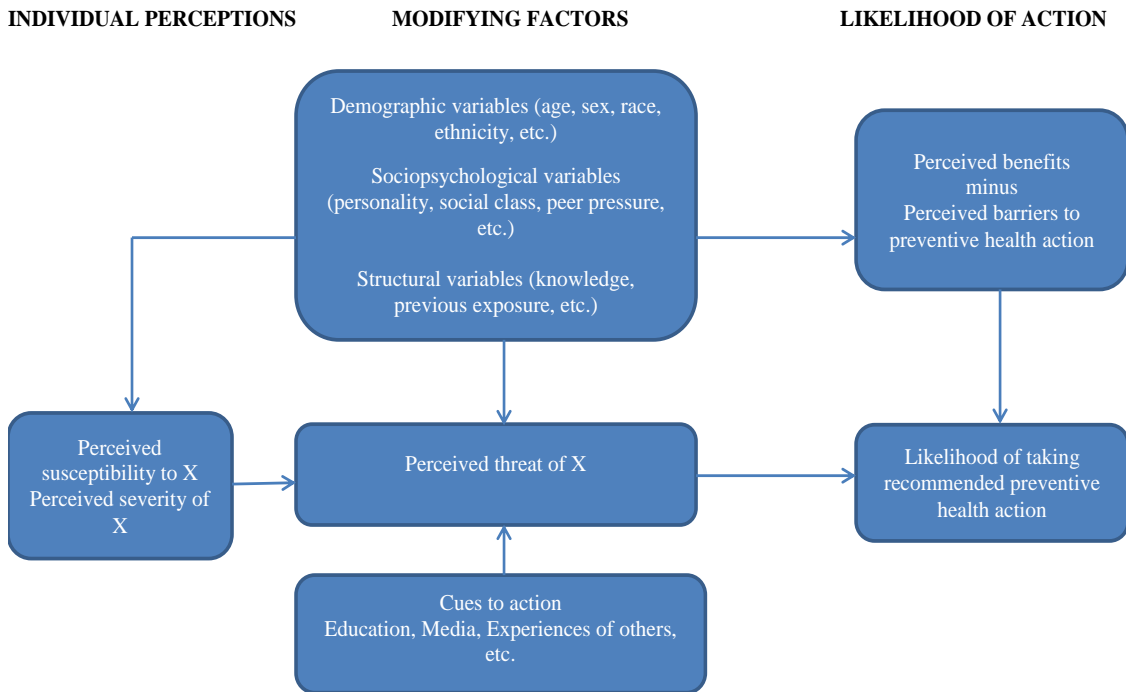 INDIVIDUAL PERCEPTIONS
MODIFYING FACTORS
LIKELIHOOD OF ACTION
Demographic variables (age, sex, race,
ethnicity, etc.)
Sociopsychological variables
(personality, social class, peer pressure,
etc.)
Structural variables (knowledge,
previous exposure, etc.)
Perceived benefits
minus
Perceived barriers to
preventive health action
Perceived
susceptibility to X
Perceived severity of
X
Perceived threat of X
Likelihood of taking
recommended preventive
health action
Cues to action
Education, Media, Experiences of others,
etc.